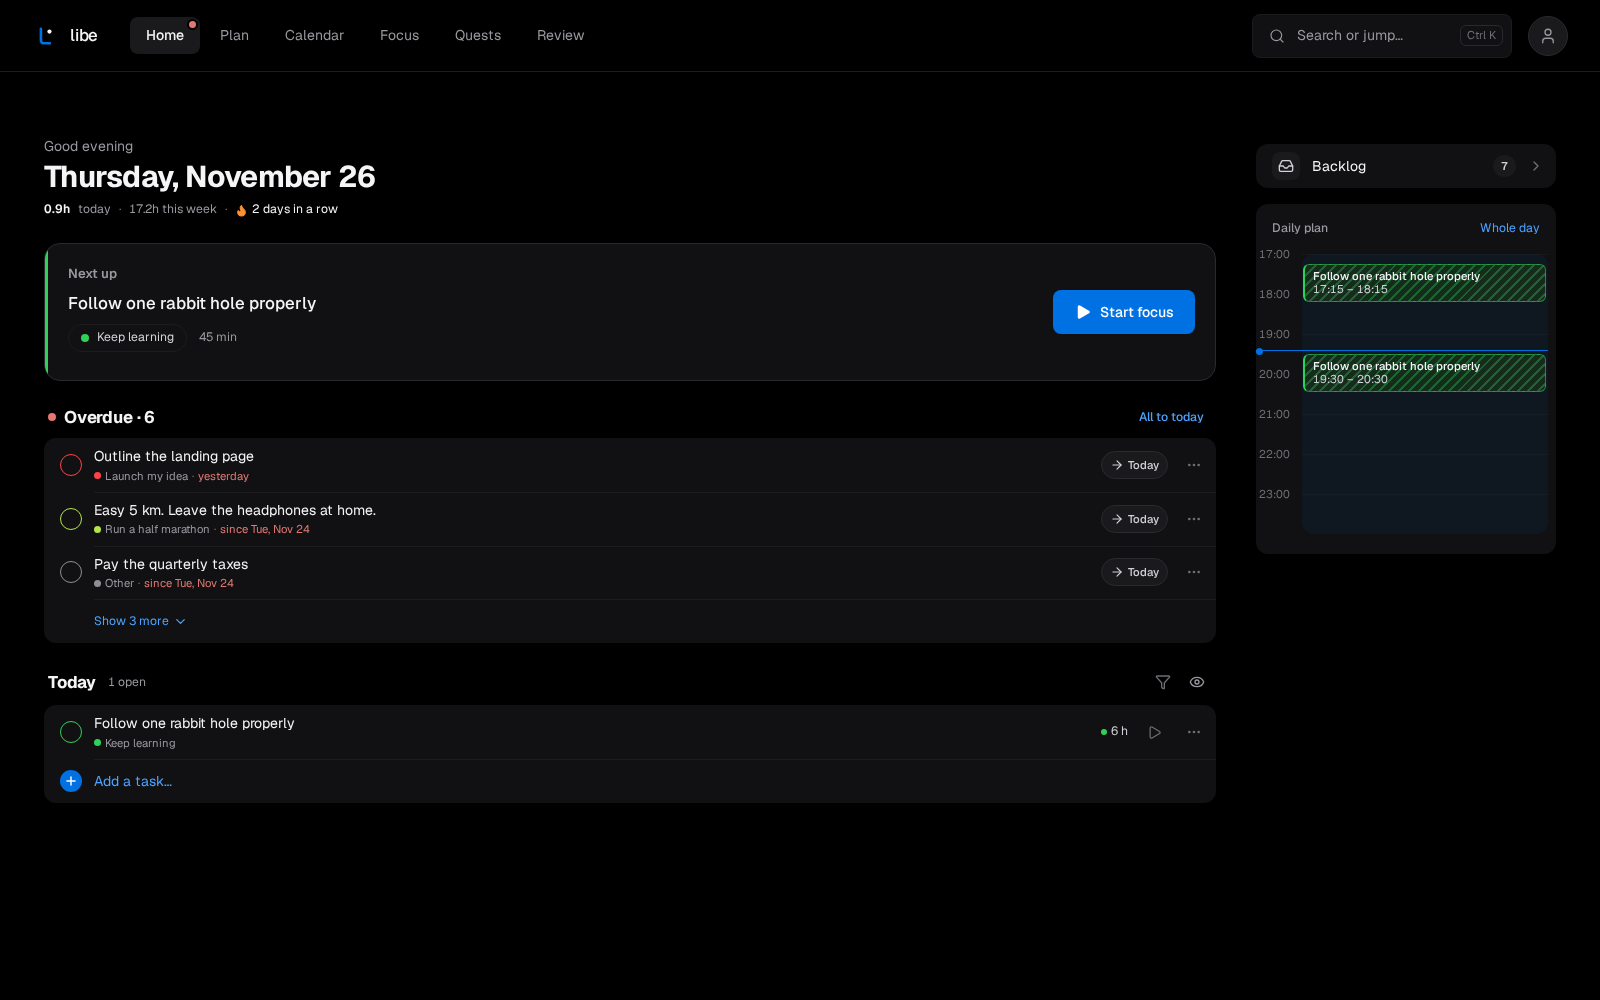 libe
Home
Plan
Calendar
Focus
Quests
Review
Search or jump...
Ctrl K
Good evening
Thursday, November 26
0.9h today · 17.2h this week · 2 days in a row
Next up
Follow one rabbit hole properly
Keep learning
45 min
Start focus
Overdue · 6
All to today
Outline the landing page
Launch my idea · yesterday
Today
Easy 5 km. Leave the headphones at home.
Run a half marathon · since Tue, Nov 24
Today
Pay the quarterly taxes
Other · since Tue, Nov 24
Today
Show 3 more
Today
1 open
Follow one rabbit hole properly
Keep learning
6 h
Add a task...
Backlog
7
Daily plan
Whole day
17:00
Follow one rabbit hole properly
17:15 – 18:15
18:00
19:00
Follow one rabbit hole properly
19:30 – 20:30
20:00
21:00
22:00
23:00